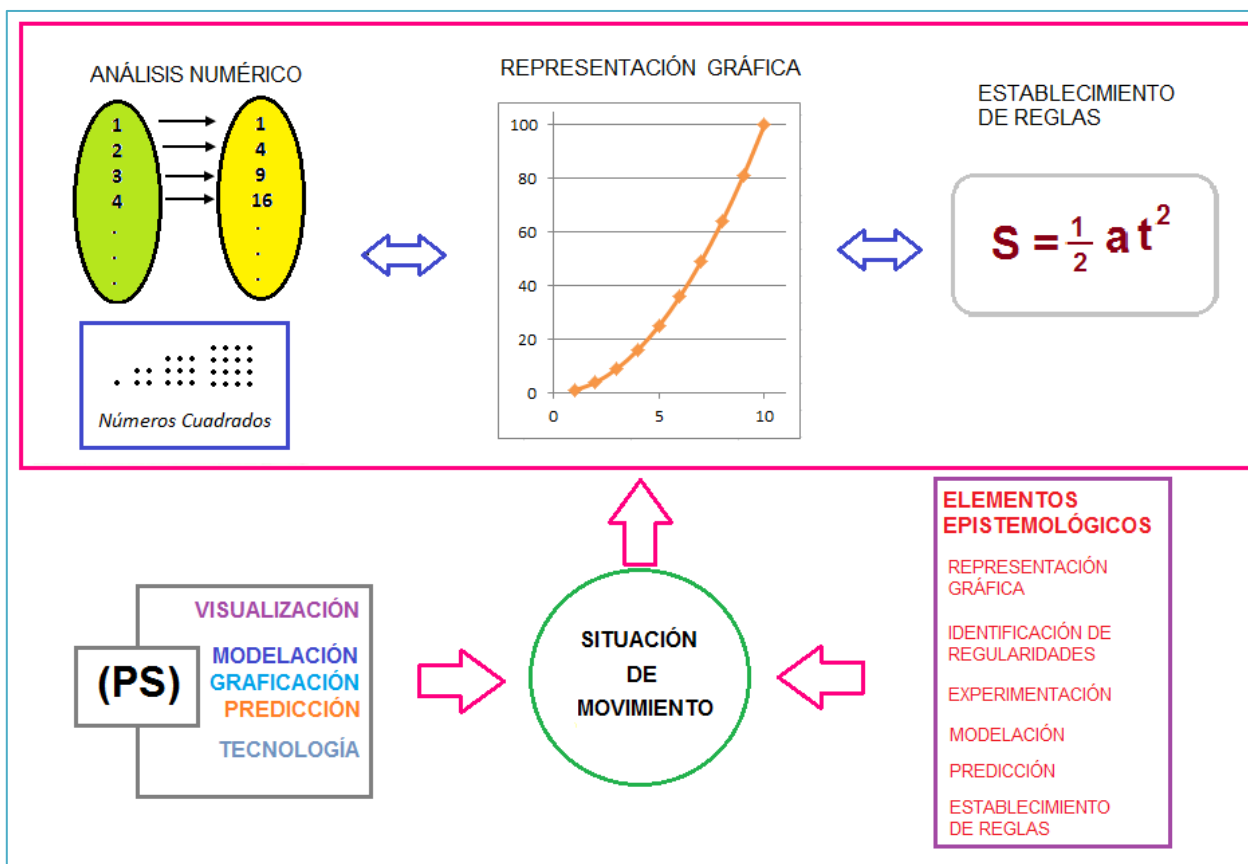 ANÁLISIS NUMÉRICO
1 1
2 4
3 9
4 16
. .
. .
. .
Números Cuadrados
REPRESENTACIÓN GRÁFICA
100
80
60
40
20
0
0 5 10
ESTABLECIMIENTO
DE REGLAS
S = 1/2 a t²
(PS)
VISUALIZACIÓN
MODELACIÓN
GRAFICACIÓN
PREDICCIÓN
TECNOLOGÍA
SITUACIÓN
DE
MOVIMIENTO
ELEMENTOS
EPISTEMOLÓGICOS
REPRESENTACIÓN
GRÁFICA
IDENTIFICACIÓN DE
REGULARIDADES
EXPERIMENTACIÓN
MODELACIÓN
PREDICCIÓN
ESTABLECIMIENTO
DE REGLAS